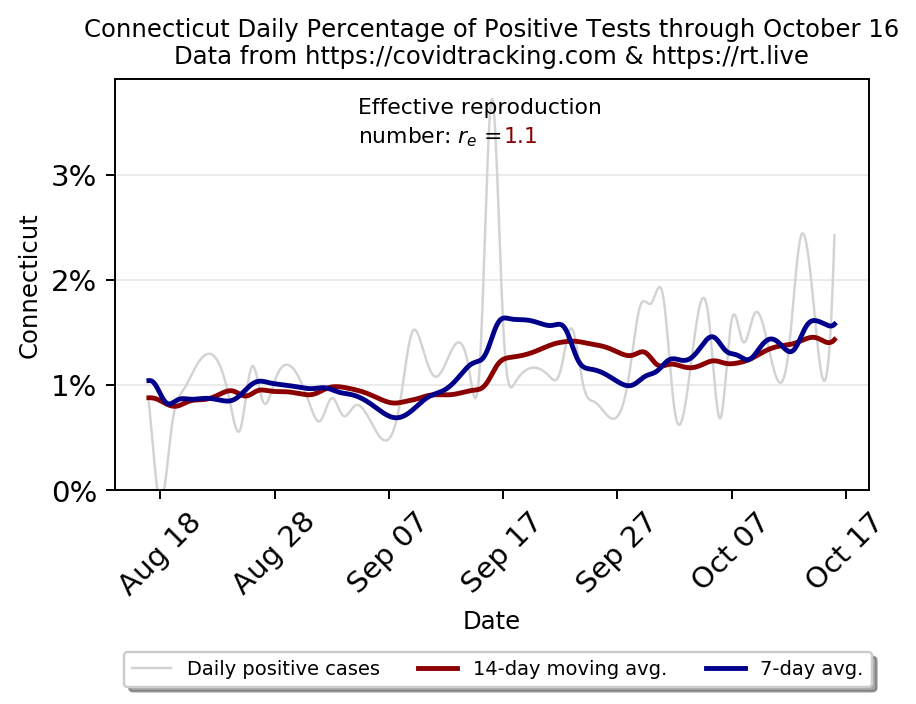 Connecticut Daily Percentage of Positive Tests through October 16
Data from https://covidtracking.com & https://rt.live
Effective reproduction
number: rₑ =1.1
3%
2%
1%
0%
Connecticut
Aug 18
Aug 28
Sep 07
Sep 17
Sep 27
Oct 07
Oct 17
Date
Daily positive cases
14-day moving avg.
7-day avg.